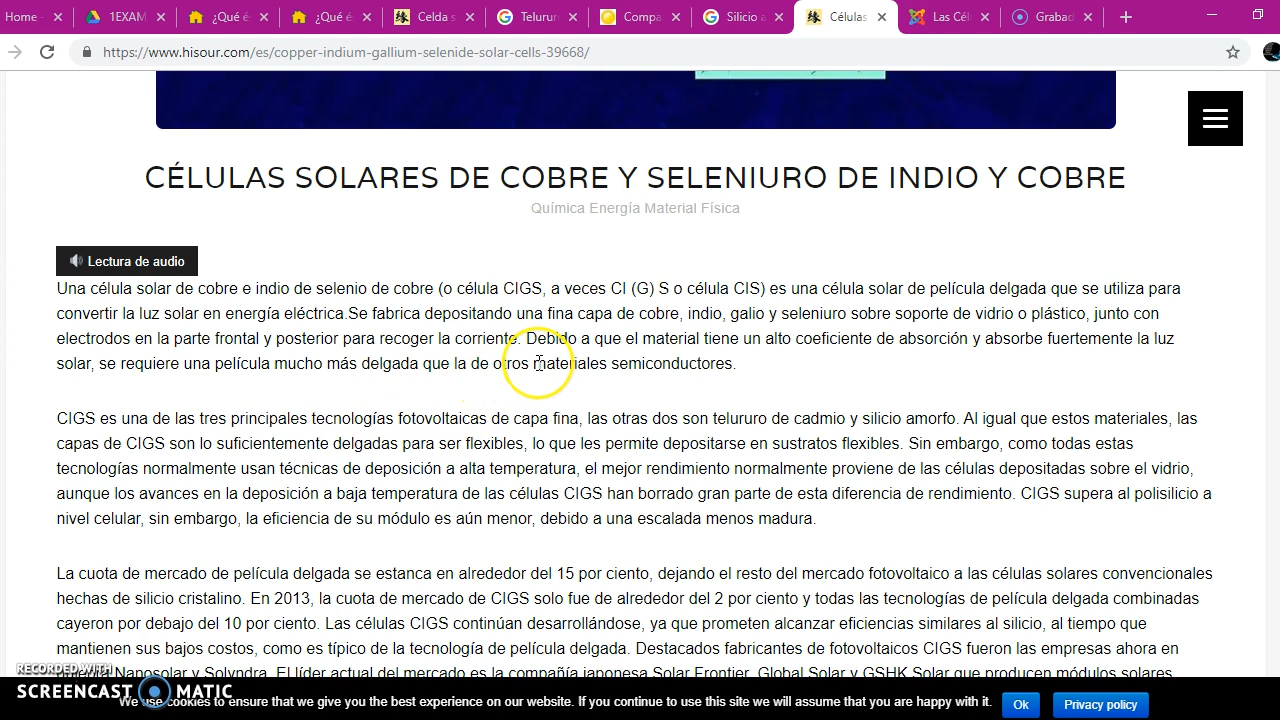 Home -
1EXAM
¿Qué é
¿Qué é
Celda s
Telurur
Compa
Silicio a
Células
Las Cél
Grabad
https://www.hisour.com/es/copper-indium-gallium-selenide-solar-cells-39668/
CÉLULAS SOLARES DE COBRE Y SELENIURO DE INDIO Y COBRE
Química Energía Material Física
Lectura de audio
Una célula solar de cobre e indio de selenio de cobre (o célula CIGS, a veces CI (G) S o célula CIS) es una célula solar de película delgada que se utiliza para
convertir la luz solar en energía eléctrica.Se fabrica depositando una fina capa de cobre, indio, galio y seleniuro sobre soporte de vidrio o plástico, junto con
electrodos en la parte frontal y posterior para recoger la corriente. Debido a que el material tiene un alto coeficiente de absorción y absorbe fuertemente la luz
solar, se requiere una película mucho más delgada que la de otros materiales semiconductores.
CIGS es una de las tres principales tecnologías fotovoltaicas de capa fina, las otras dos son telururo de cadmio y silicio amorfo. Al igual que estos materiales, las
capas de CIGS son lo suficientemente delgadas para ser flexibles, lo que les permite depositarse en sustratos flexibles. Sin embargo, como todas estas
tecnologías normalmente usan técnicas de deposición a alta temperatura, el mejor rendimiento normalmente proviene de las células depositadas sobre el vidrio,
aunque los avances en la deposición a baja temperatura de las células CIGS han borrado gran parte de esta diferencia de rendimiento. CIGS supera al polisilicio a
nivel celular, sin embargo, la eficiencia de su módulo es aún menor, debido a una escalada menos madura.
La cuota de mercado de película delgada se estanca en alrededor del 15 por ciento, dejando el resto del mercado fotovoltaico a las células solares convencionales
hechas de silicio cristalino. En 2013, la cuota de mercado de CIGS solo fue de alrededor del 2 por ciento y todas las tecnologías de película delgada combinadas
cayeron por debajo del 10 por ciento. Las células CIGS continúan desarrollándose, ya que prometen alcanzar eficiencias similares al silicio, al tiempo que
mantienen sus bajos costos, como es típico de la tecnología de película delgada. Destacados fabricantes de fotovoltaicos CIGS fueron las empresas ahora en
Nanosolar y Solyndra. El líder actual del mercado es la compañía japonesa Solar Frontier, Global Solar y GSHK Solar que producen módulos solares
RECORDED WITH
SCREENCAST MATIC
We use cookies to ensure that we give you the best experience on our website. If you continue to use this site we will assume that you are happy with it.
Ok
Privacy policy